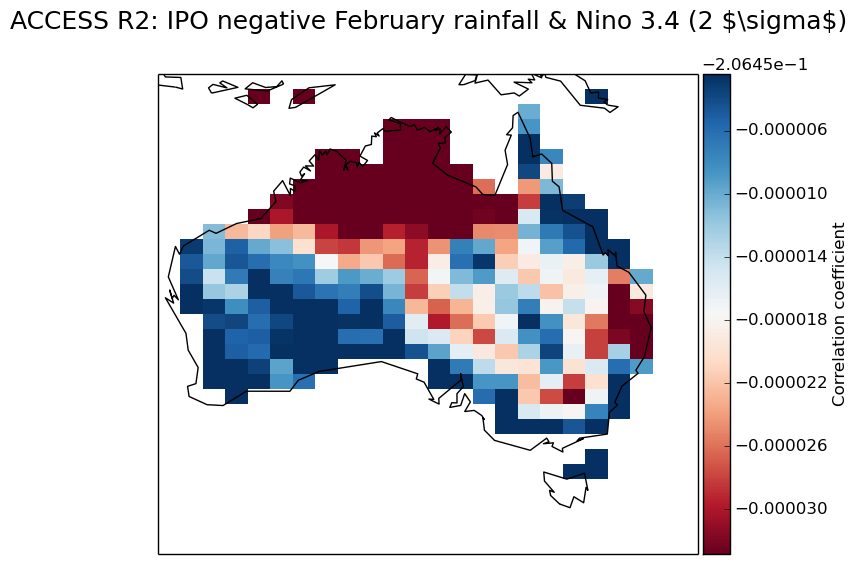 ACCESS R2: IPO negative February rainfall & Nino 3.4 (2 $\sigma$)
−2.0645e−1
−0.000006
−0.000010
−0.000014
−0.000018
−0.000022
−0.000026
−0.000030
Correlation coefficient